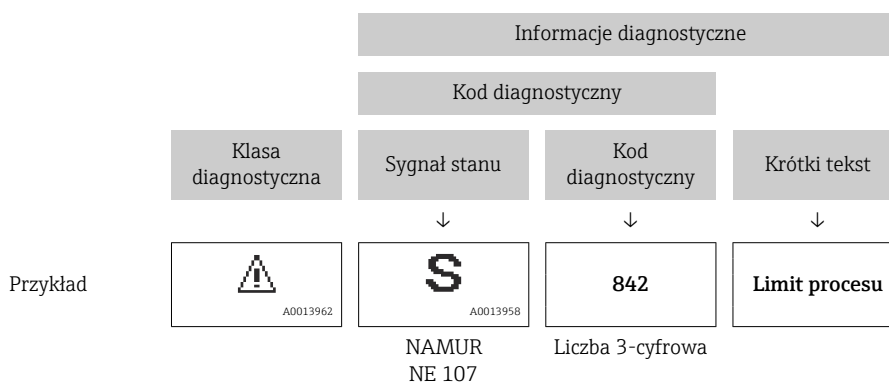 Informacje diagnostyczne
Kod diagnostyczny
Klasa
diagnostyczna
Sygnał stanu
Kod
diagnostyczny
Krótki tekst
↓
↓
↓
Przykład
⚠
A0013962
S
A0013958
842
Limit procesu
NAMUR
NE 107
Liczba 3-cyfrowa